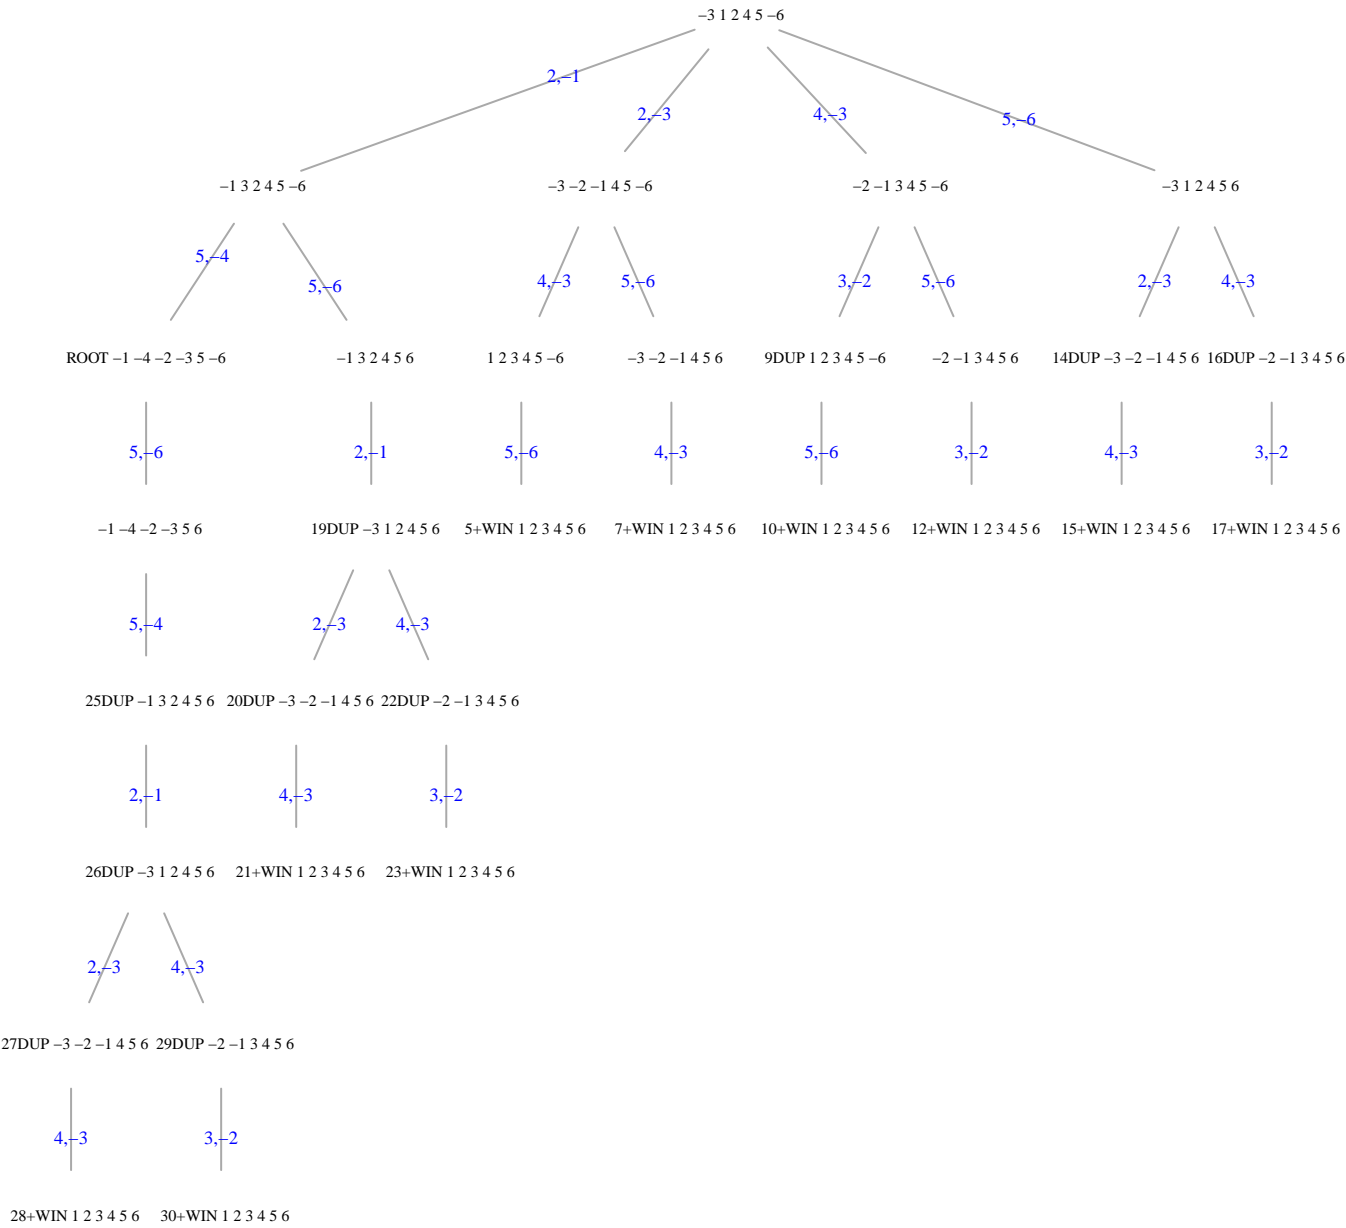 −3 1 2 4 5 −6
2,−1
2,−3
4,−3
5,−6
−1 3 2 4 5 −6
−3 −2 −1 4 5 −6
−2 −1 3 4 5 −6
−3 1 2 4 5 6
5,−4
5,−6
4,−3
5,−6
3,−2
5,−6
2,−3
4,−3
ROOT −1 −4 −2 −3 5 −6
−1 3 2 4 5 6
1 2 3 4 5 −6
−3 −2 −1 4 5 6
9DUP 1 2 3 4 5 −6
−2 −1 3 4 5 6
14DUP −3 −2 −1 4 5 6
16DUP −2 −1 3 4 5 6
5,−6
2,−1
5,−6
4,−3
5,−6
3,−2
4,−3
3,−2
−1 −4 −2 −3 5 6
19DUP −3 1 2 4 5 6
5+WIN 1 2 3 4 5 6
7+WIN 1 2 3 4 5 6
10+WIN 1 2 3 4 5 6
12+WIN 1 2 3 4 5 6
15+WIN 1 2 3 4 5 6
17+WIN 1 2 3 4 5 6
5,−4
2,−3
4,−3
25DUP −1 3 2 4 5 6
20DUP −3 −2 −1 4 5 6
22DUP −2 −1 3 4 5 6
2,−1
4,−3
3,−2
26DUP −3 1 2 4 5 6
21+WIN 1 2 3 4 5 6
23+WIN 1 2 3 4 5 6
2,−3
4,−3
27DUP −3 −2 −1 4 5 6
29DUP −2 −1 3 4 5 6
4,−3
3,−2
28+WIN 1 2 3 4 5 6
30+WIN 1 2 3 4 5 6